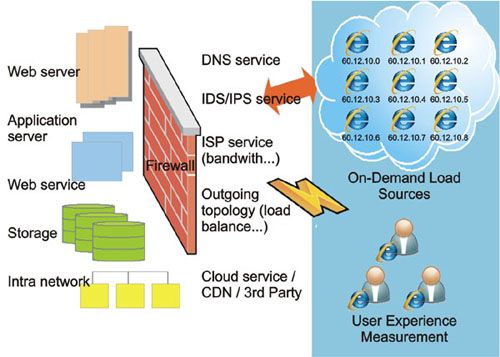 Web server
Application
server
Web service
Storage
Intra network
Firewall
DNS service
IDS/IPS service
ISP service
(bandwith...)
Outgoing
topology (load
balance...)
Cloud service /
CDN / 3rd Party
60.12.10.0 60.12.10.1 60.12.10.2
60.12.10.3 60.12.10.4 60.12.10.5
60.12.10.6 60.12.10.7 60.12.10.8
On-Demand Load
Sources
User Experience
Measurement